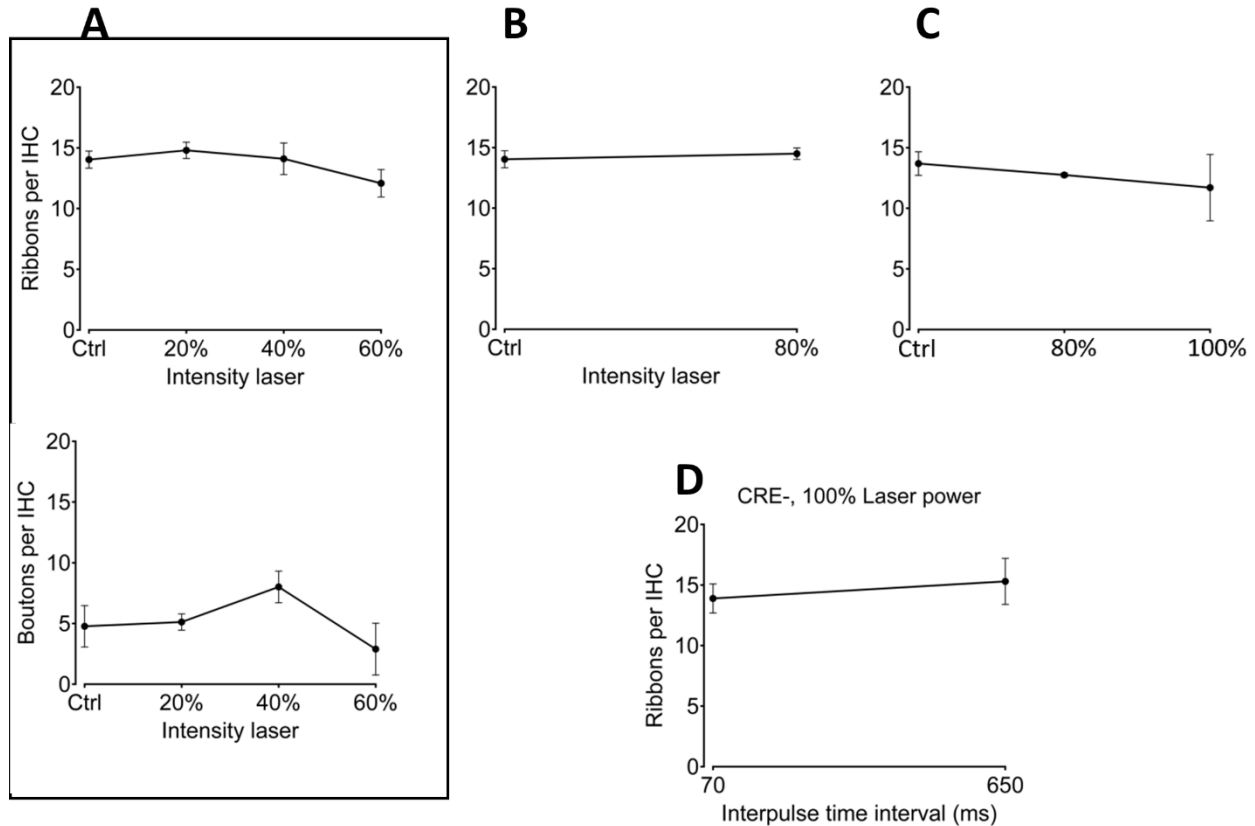 A
B
C
20
15
10
5
0
Ribbons per IHC
Ctrl 20% 40% 60%
Intensity laser
20
15
10
5
0
Ctrl 80%
Intensity laser
20
15
10
5
0
Ctrl 80% 100%
20
15
10
5
0
Boutons per IHC
Ctrl 20% 40% 60%
Intensity laser
D
CRE-, 100% Laser power
20
15
10
5
0
Ribbons per IHC
70 650
Interpulse time interval (ms)